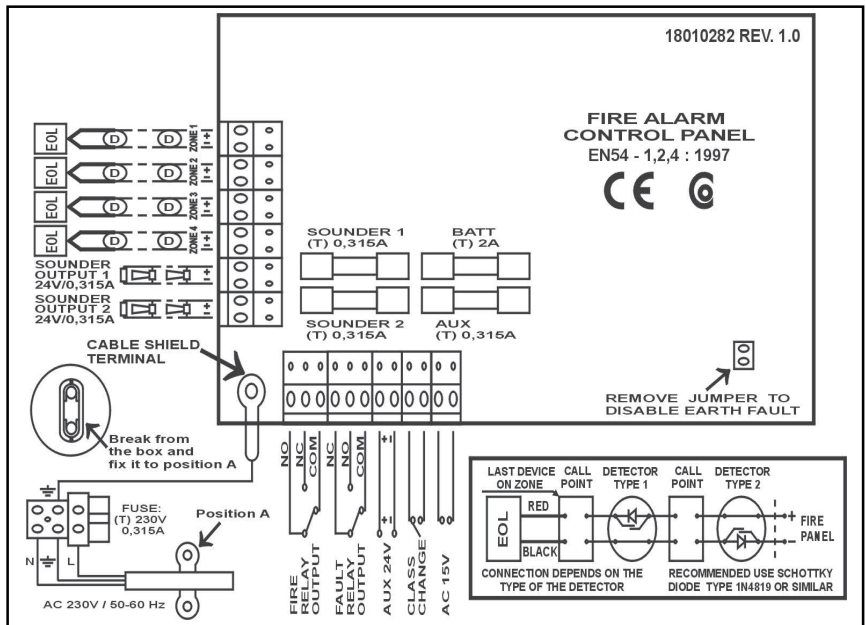 18010282 REV. 1.0
FIRE ALARM
CONTROL PANEL
EN54 - 1,2,4 : 1997
CE
EOL D D ZONE 1 - +
EOL D D ZONE 2 - +
EOL D D ZONE 3 - +
EOL D D ZONE 4 - +
SOUNDER
OUTPUT 1
24V/0,315A
- +
SOUNDER
OUTPUT 2
24V/0,315A
- +
SOUNDER 1
(T) 0,315A
BATT
(T) 2A
SOUNDER 2
(T) 0,315A
AUX
(T) 0,315A
CABLE SHIELD
TERMINAL
REMOVE JUMPER TO
DISABLE EARTH FAULT
Break from
the box and
fix it to position A
FUSE:
(T) 230V
0,315A
Position A
N L
AC 230V / 50-60 Hz
NO NC COM NC NO COM + -
+ -
FIRE
RELAY
OUTPUT
FAULT
RELAY
OUTPUT
AUX 24V
CLASS
CHANGE
AC 15V
LAST DEVICE
ON ZONE
CALL
POINT
DETECTOR
TYPE 1
CALL
POINT
DETECTOR
TYPE 2
EOL
RED
BLACK
+
-
FIRE
PANEL
CONNECTION DEPENDS ON THE
TYPE OF THE DETECTOR
RECOMMENDED USE SCHOTTKY
DIODE TYPE 1N4819 OR SIMILAR